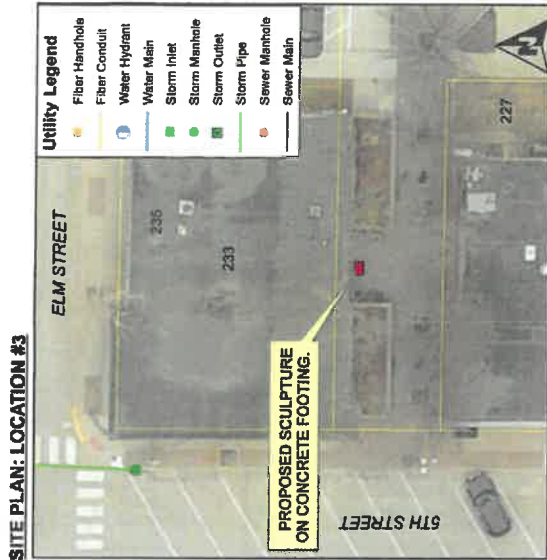 SITE PLAN: LOCATION #3
ELM STREET
Utility Legend
Fiber Handhole
Fiber Conduit
Water Hydrant
Water Main
Storm Inlet
Storm Manhole
Storm Outlet
Storm Pipe
Sewer Manhole
Sewer Main
235
233
PROPOSED SCULPTURE
ON CONCRETE FOOTING.
227
5TH STREET
N